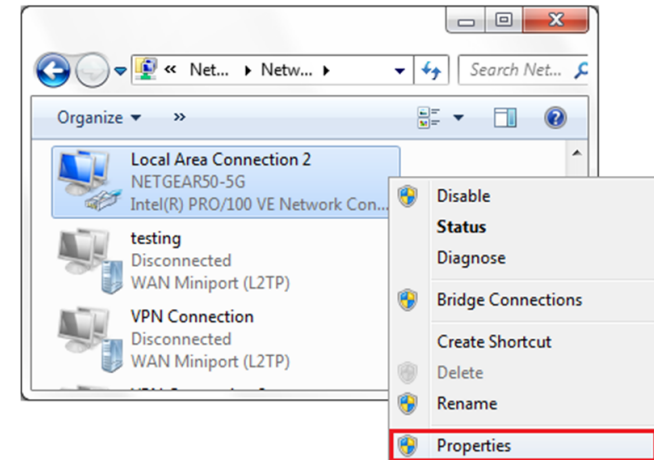 Net... Netw... Search Net...
Organize »
Local Area Connection 2
NETGEAR50-5G
Intel(R) PRO/100 VE Network Con...
testing
Disconnected
WAN Miniport (L2TP)
VPN Connection
Disconnected
WAN Miniport (L2TP)
Disable
Status
Diagnose
Bridge Connections
Create Shortcut
Delete
Rename
Properties